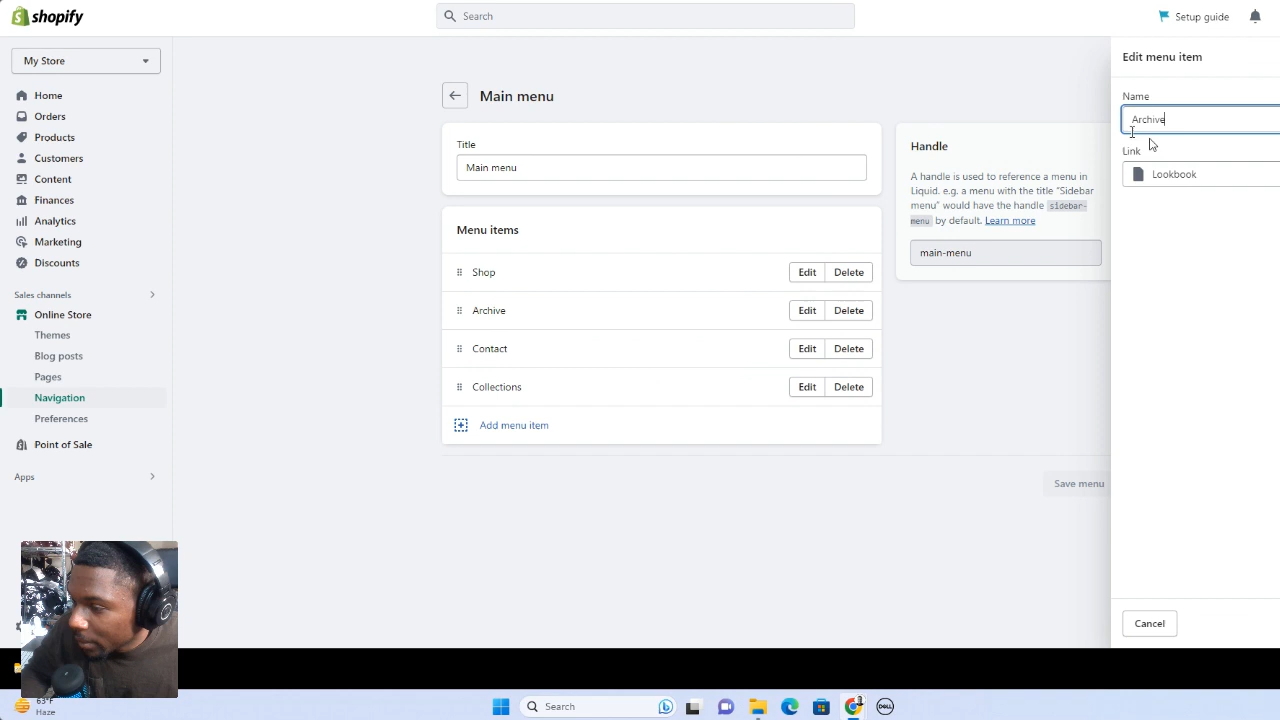 shopify
Search
Setup guide
My Store
Home
Orders
Products
Customers
Content
Finances
Analytics
Marketing
Discounts
Sales channels
Online Store
Themes
Blog posts
Pages
Navigation
Preferences
Point of Sale
Apps
Main menu
Title
Main menu
Menu items
Shop
Edit
Delete
Archive
Edit
Delete
Contact
Edit
Delete
Collections
Edit
Delete
Add menu item
Handle
A handle is used to reference a menu in
Liquid. e.g. a menu with the title "Sidebar
menu" would have the handle sidebar-
menu by default. Learn more
main-menu
Save menu
Edit menu item
Name
Archive
Link
Lookbook
Cancel
63°F
Haze
Search
DELL